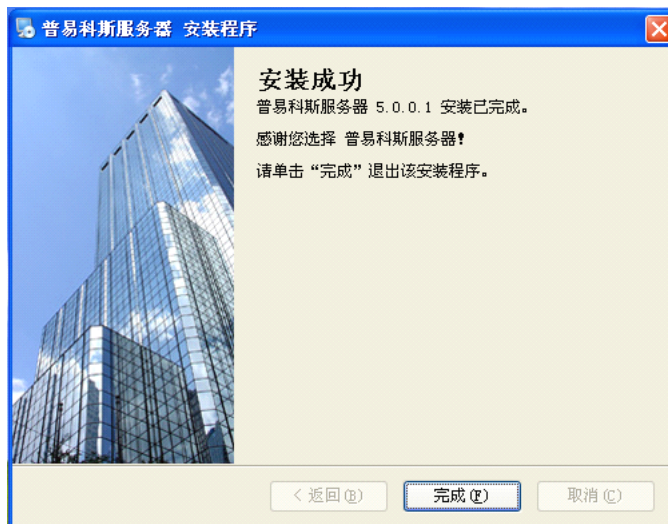 普易科斯服务器 安装程序
安装成功
普易科斯服务器 5.0.0.1 安装已完成。
感谢您选择 普易科斯服务器!
请单击“完成”退出该安装程序。
< 返回(B)
完成(F)
取消(C)